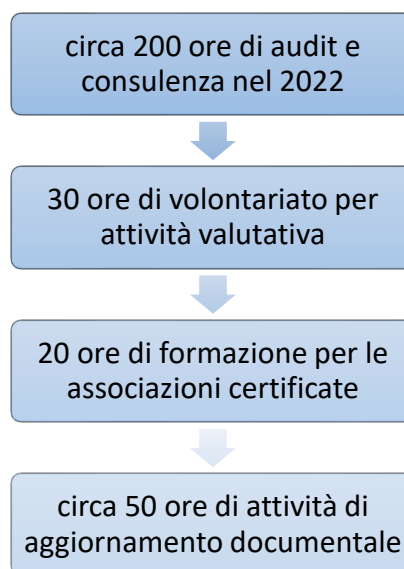 circa 200 ore di audit e
consulenza nel 2022
30 ore di volontariato per
attività valutativa
20 ore di formazione per le
associazioni certificate
circa 50 ore di attività di
aggiornamento documentale